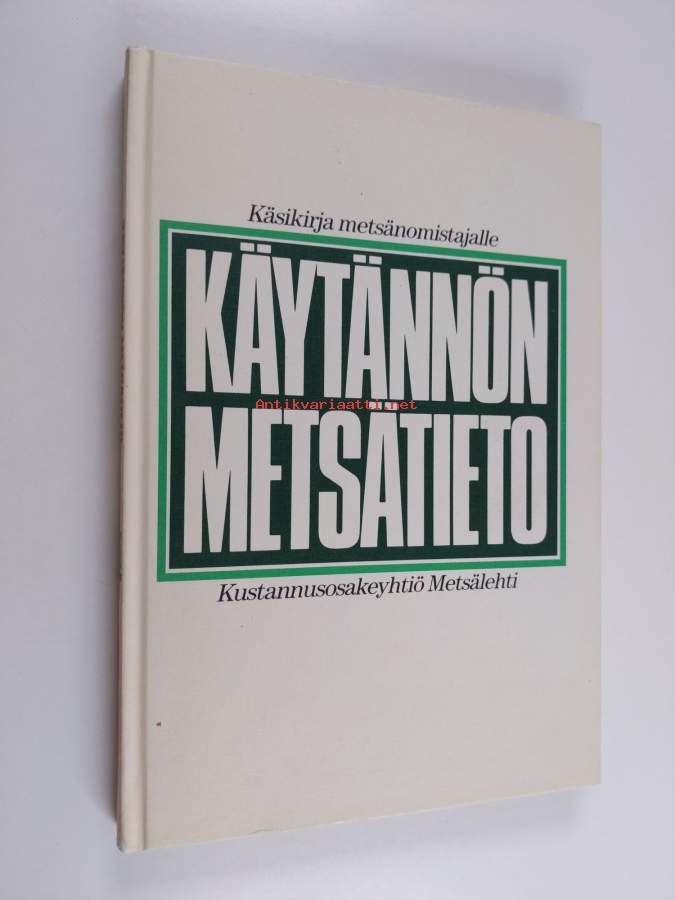 Käsikirja metsänomistajalle
KÄYTÄNNÖN
Antikvariaatti.net
METSÄTIETO
Kustannusosakeyhtiö Metsälehti